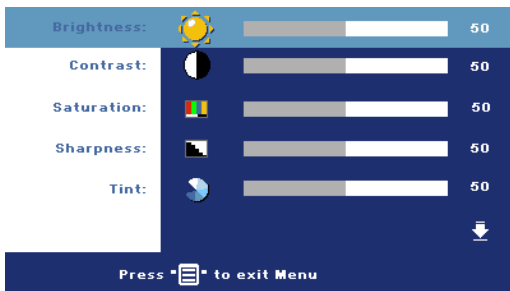 Brightness: 50
Contrast: 50
Saturation: 50
Sharpness: 50
Tint: 50
Press "" to exit Menu